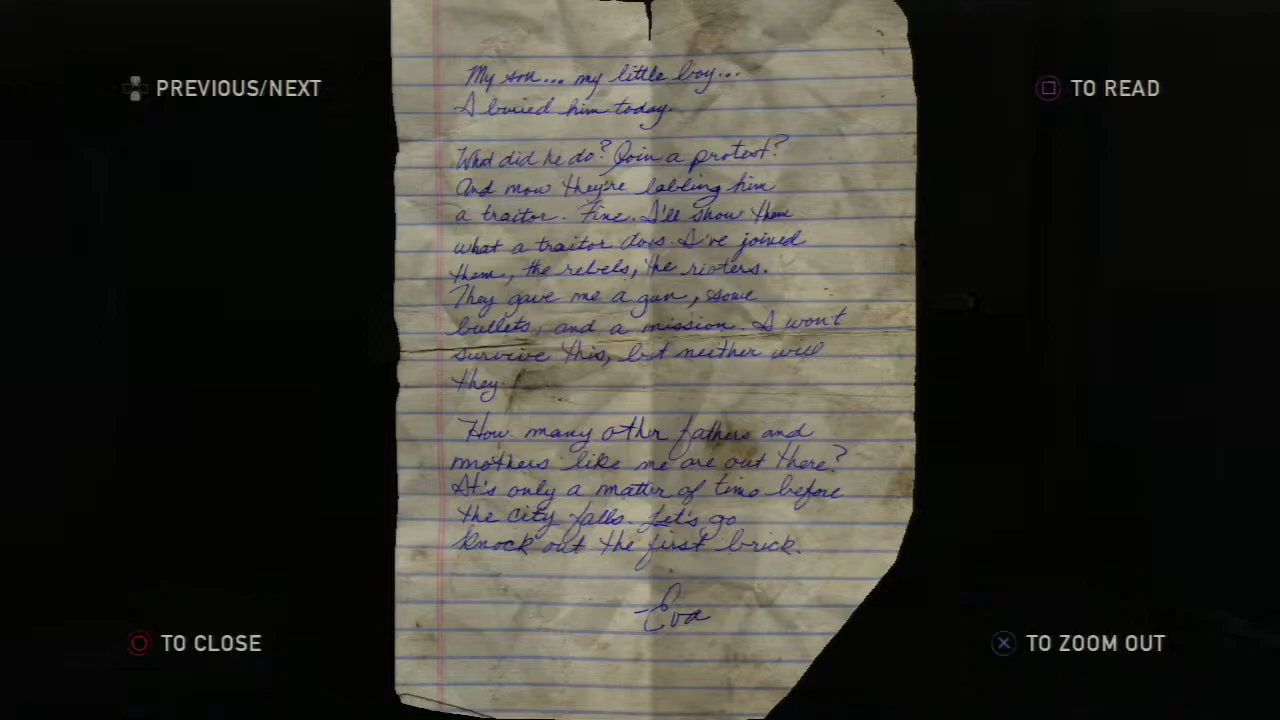 PREVIOUS/NEXT
TO READ
My son... my little boy...
I buried him today.
What did he do? Join a protest?
And now they're labling him
a traitor. Fine. I'll show them
what a traitor does. I've joined
them, the rebels, the rioters.
They gave me a gun, some
bullets, and a mission. I won't
survive this, but neither will
they.
How many other fathers and
mothers like me are out there?
It's only a matter of time before
the city falls. Let's go
knock out the first brick.
-Eva
TO CLOSE
TO ZOOM OUT